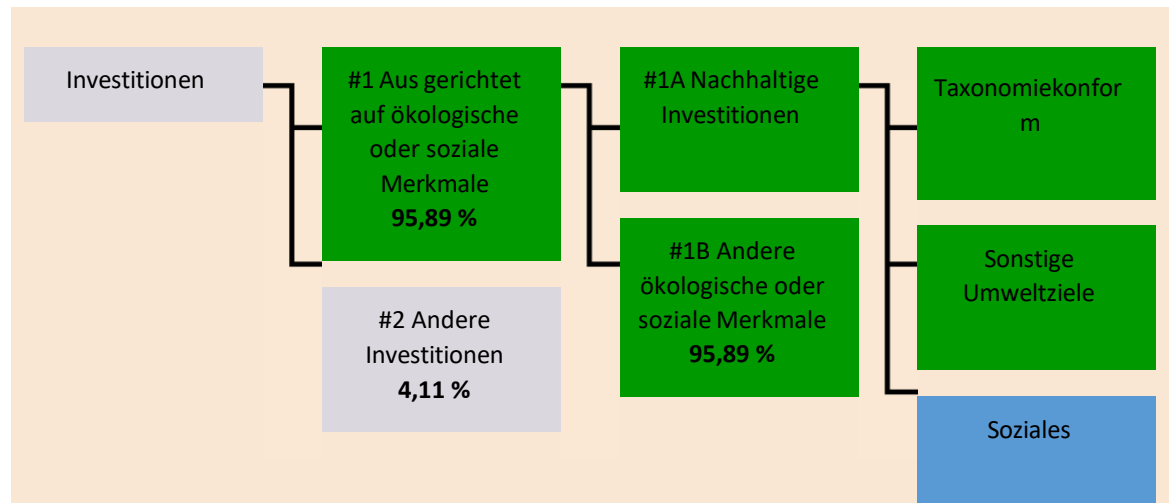 Investitionen
#1 Aus gerichtet
auf ökologische
oder soziale
Merkmale
95,89 %
#2 Andere
Investitionen
4,11 %
#1A Nachhaltige
Investitionen
#1B Andere
ökologische oder
soziale Merkmale
95,89 %
Taxonomiekonfor
m
Sonstige
Umweltziele
Soziales